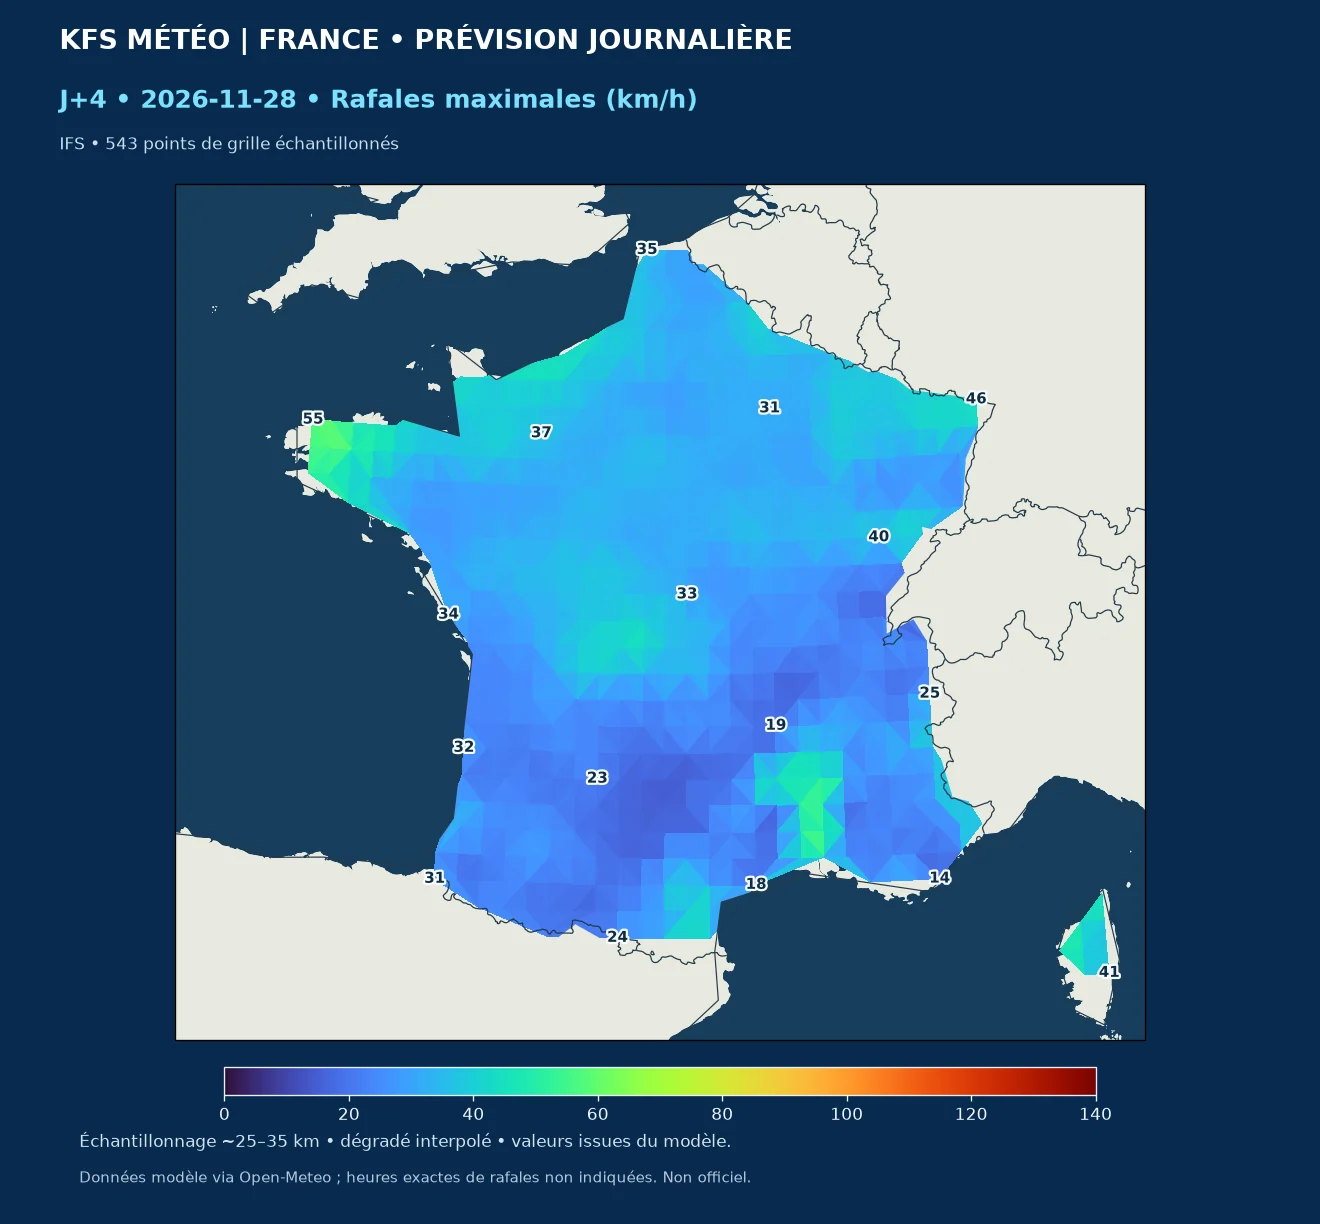 KFS MÉTÉO | FRANCE • PRÉVISION JOURNALIÈRE
J+4 • 2026-11-28 • Rafales maximales (km/h)
IFS • 543 points de grille échantillonnés
35
46
31
55
37
40
33
34
25
19
32
23
31
18
14
24
41
0 20 40 60 80 100 120 140
Échantillonnage ~25–35 km • dégradé interpolé • valeurs issues du modèle.
Données modèle via Open-Meteo ; heures exactes de rafales non indiquées. Non officiel.